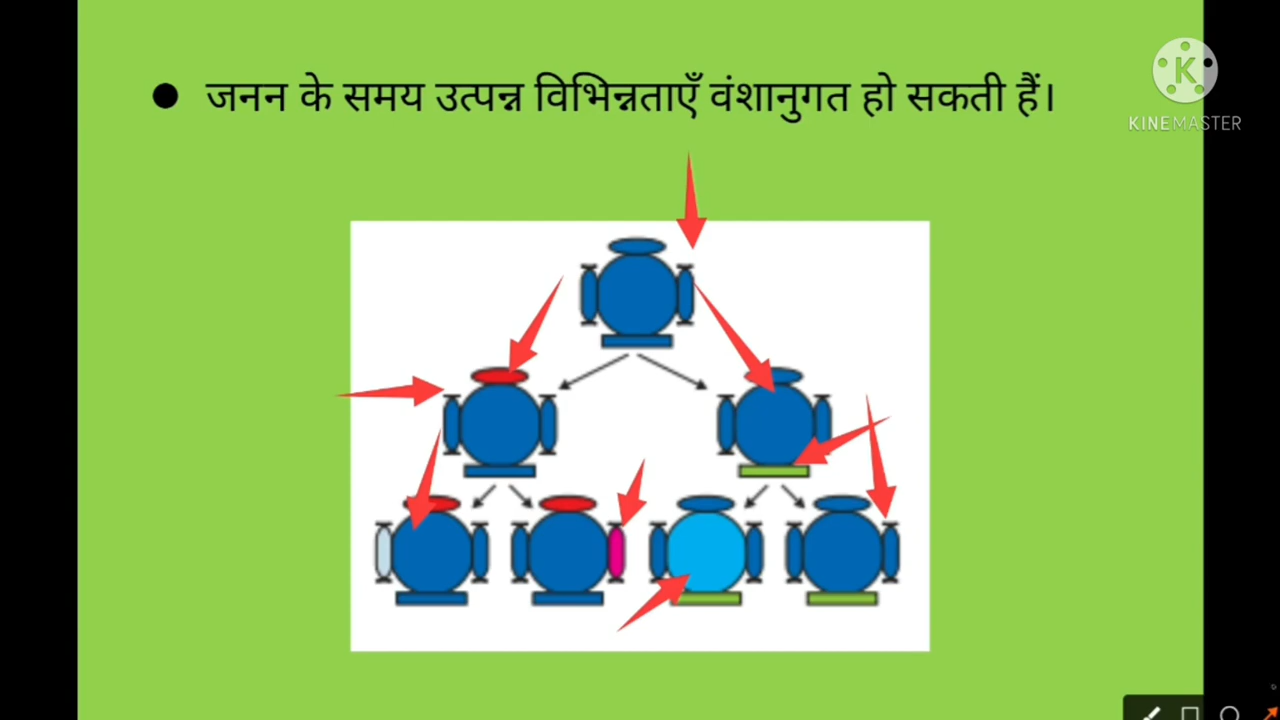 ● जनन के समय उत्पन्न विभिन्नताएँ वंशानुगत हो सकती हैं।
K
KINEMASTER